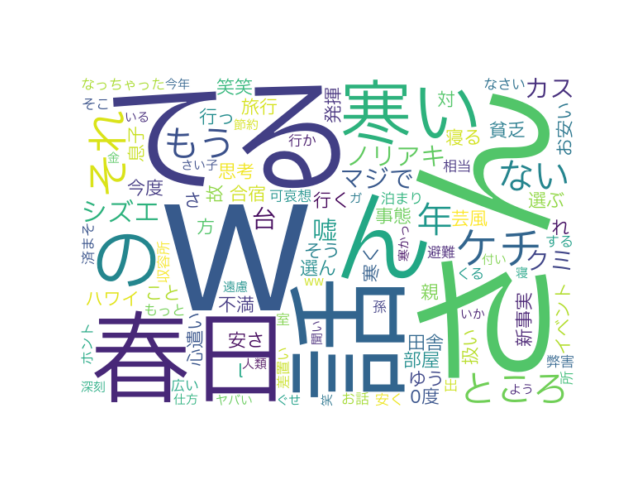 なっちゃった
今年
笑笑
発揮
寒い
対
なさい
カス
そこ
いる
息子
それ
てる
もう
行っ
旅行
節約
行か
ん
寝る
貧乏
お安い
金
さい子
思考
ノリアキ
相当
ない
今度
さ
故
合宿
可哀想
ガ
マジで
泊まり
行く
選ぶ
シズエ
方
台
嘘
そう
事態
年
芸風
れ
する
済まそ
の
W
選ん
寒く
寒かっ
避難
ケチ
クミ
収容所
ハワイ
こと
遠慮
ww
親
くる
付い
寝
新事実
イベント
もっと
不満
心遣い
春日
話
孫
聞い
室
安さ
し
人類
差置い
田舎
部屋
扱い
いか
せ
弊害
所
ホント
広い
深刻
仕方
ヤバい
ぐせ
笑
お話
安く
ゆう
0度
圧
ところ
よう